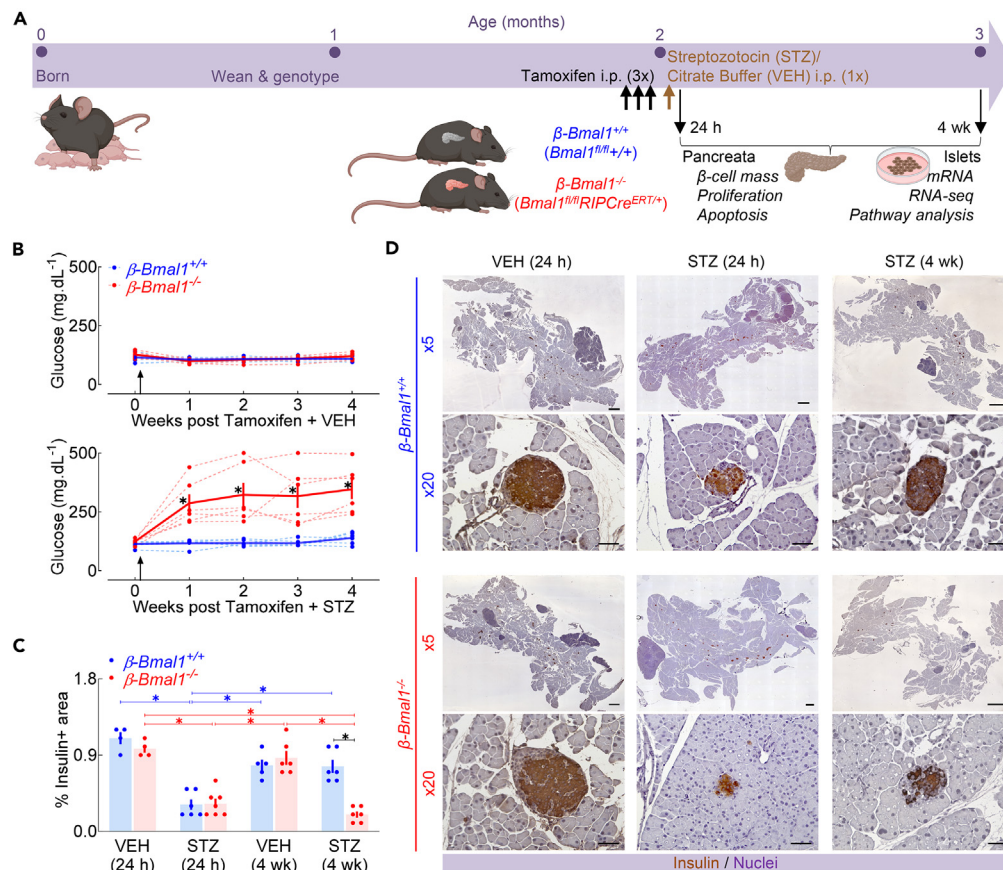 A
Age (months)
0
1
2
3
Born
Wean & genotype
Tamoxifen i.p. (3x)
Streptozotocin (STZ)/
Citrate Buffer (VEH) i.p. (1x)
24 h
4 wk
β-Bmal1+/+
(Bmal1fl/fl+/+)
β-Bmal1-/-
(Bmal1fl/flRIPCreERT/+)
Pancreata
β-cell mass
Proliferation
Apoptosis
Islets
mRNA
RNA-seq
Pathway analysis
B
β-Bmal1+/+
β-Bmal1-/-
Glucose (mg.dL-1)
500
250
0
0 1 2 3 4
Weeks post Tamoxifen + VEH
Glucose (mg.dL-1)
500
250
0
* * * *
0 1 2 3 4
Weeks post Tamoxifen + STZ
C
β-Bmal1+/+
β-Bmal1-/-
% Insulin+ area
1.8
0.9
0.0
* * *
*
* * *
*
VEH STZ VEH STZ
(24 h) (24 h) (4 wk) (4 wk)
D
VEH (24 h) STZ (24 h) STZ (4 wk)
β-Bmal1+/+
x5
x20
β-Bmal1-/-
x5
x20
Insulin / Nuclei